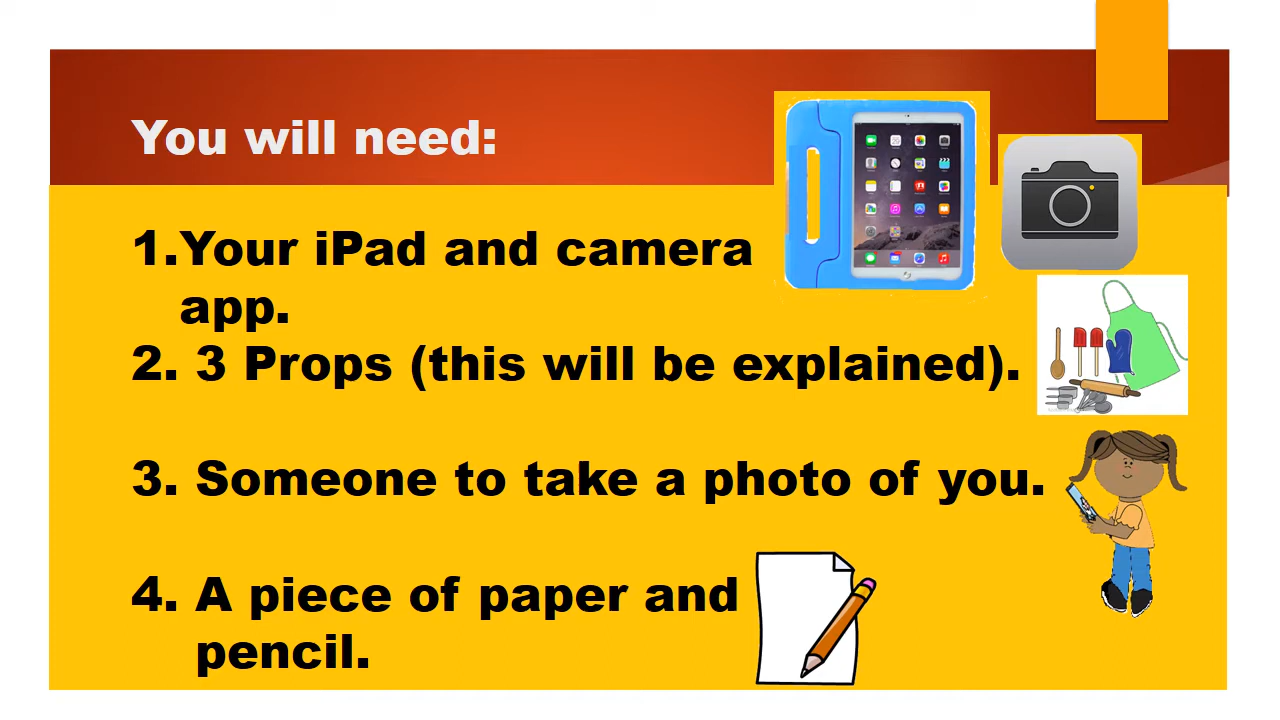 You will need:
1.Your iPad and camera
app.
2. 3 Props (this will be explained).
3. Someone to take a photo of you.
4. A piece of paper and
pencil.